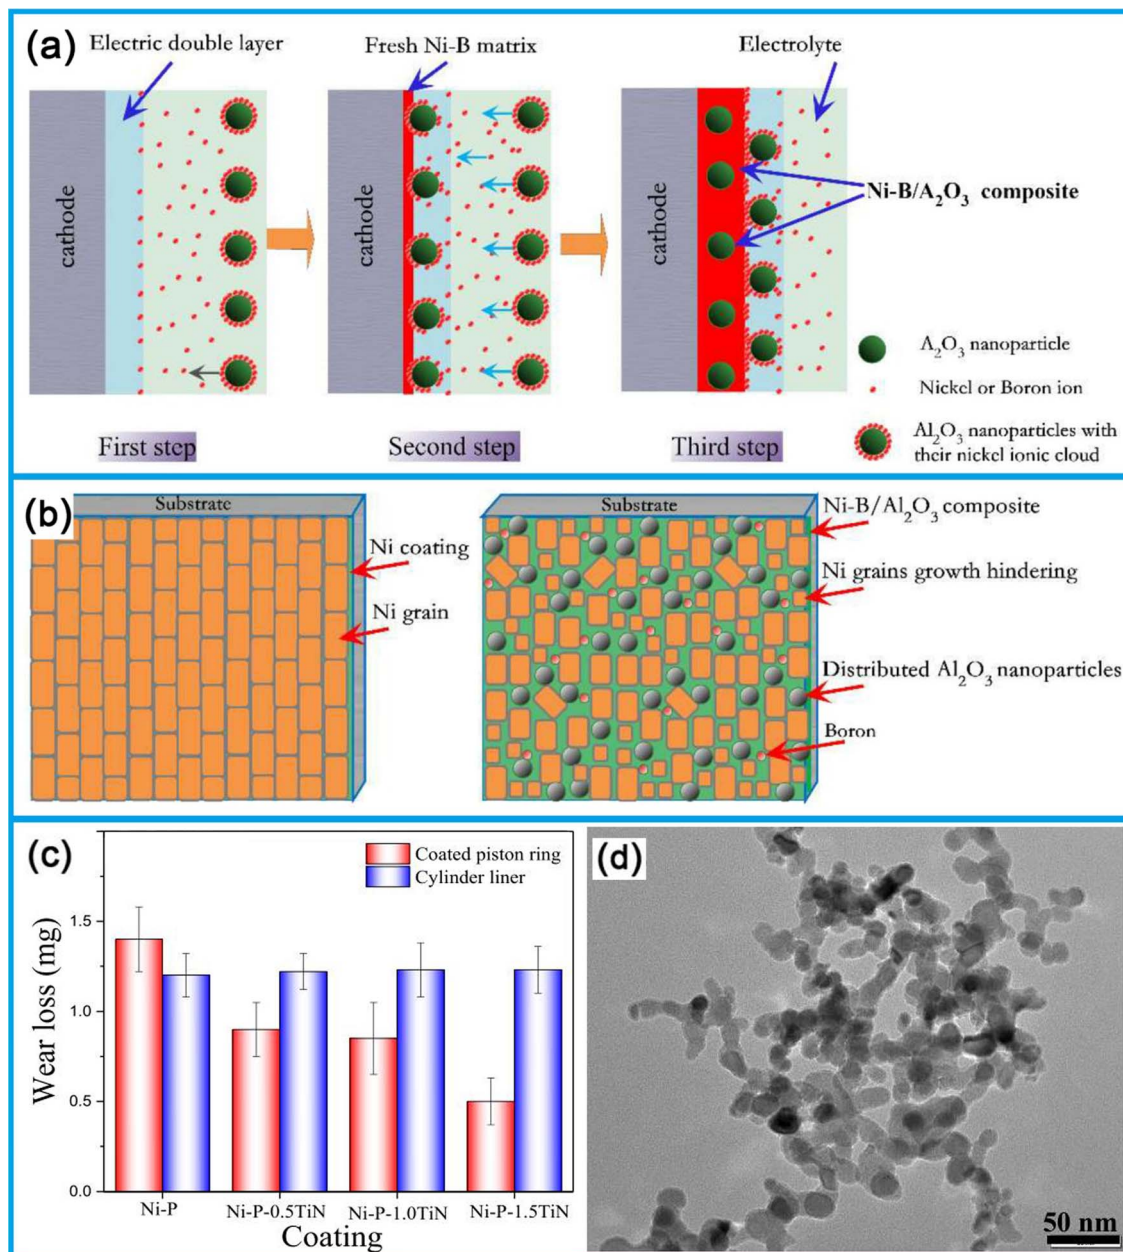 (a)
Electric double layer
Fresh Ni-B matrix
Electrolyte
cathode
cathode
cathode
Ni-B/A₂O₃ composite
A₂O₃ nanoparticle
Nickel or Boron ion
Al₂O₃ nanoparticles with
their nickel ionic cloud
First step
Second step
Third step
(b)
Substrate
Substrate
Ni coating
Ni grain
Ni-B/Al₂O₃ composite
Ni grains growth hindering
Distributed Al₂O₃ nanoparticles
Boron
(c)
Coated piston ring
Cylinder liner
Wear loss (mg)
1.5
1.0
0.5
0.0
Ni-P
Ni-P-0.5TiN
Ni-P-1.0TiN
Ni-P-1.5TiN
Coating
(d)
50 nm